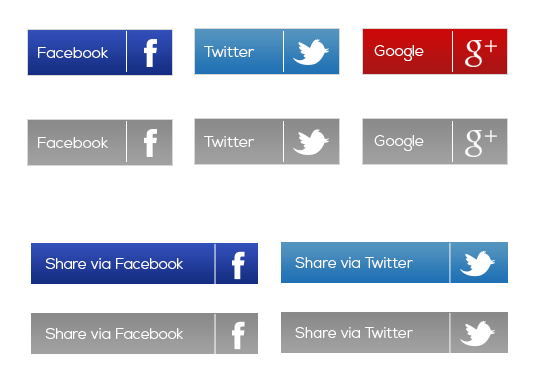 Facebook f
Twitter
Google g+
Facebook f
Twitter
Google g+
Share via Facebook f
Share via Twitter
Share via Facebook f
Share via Twitter